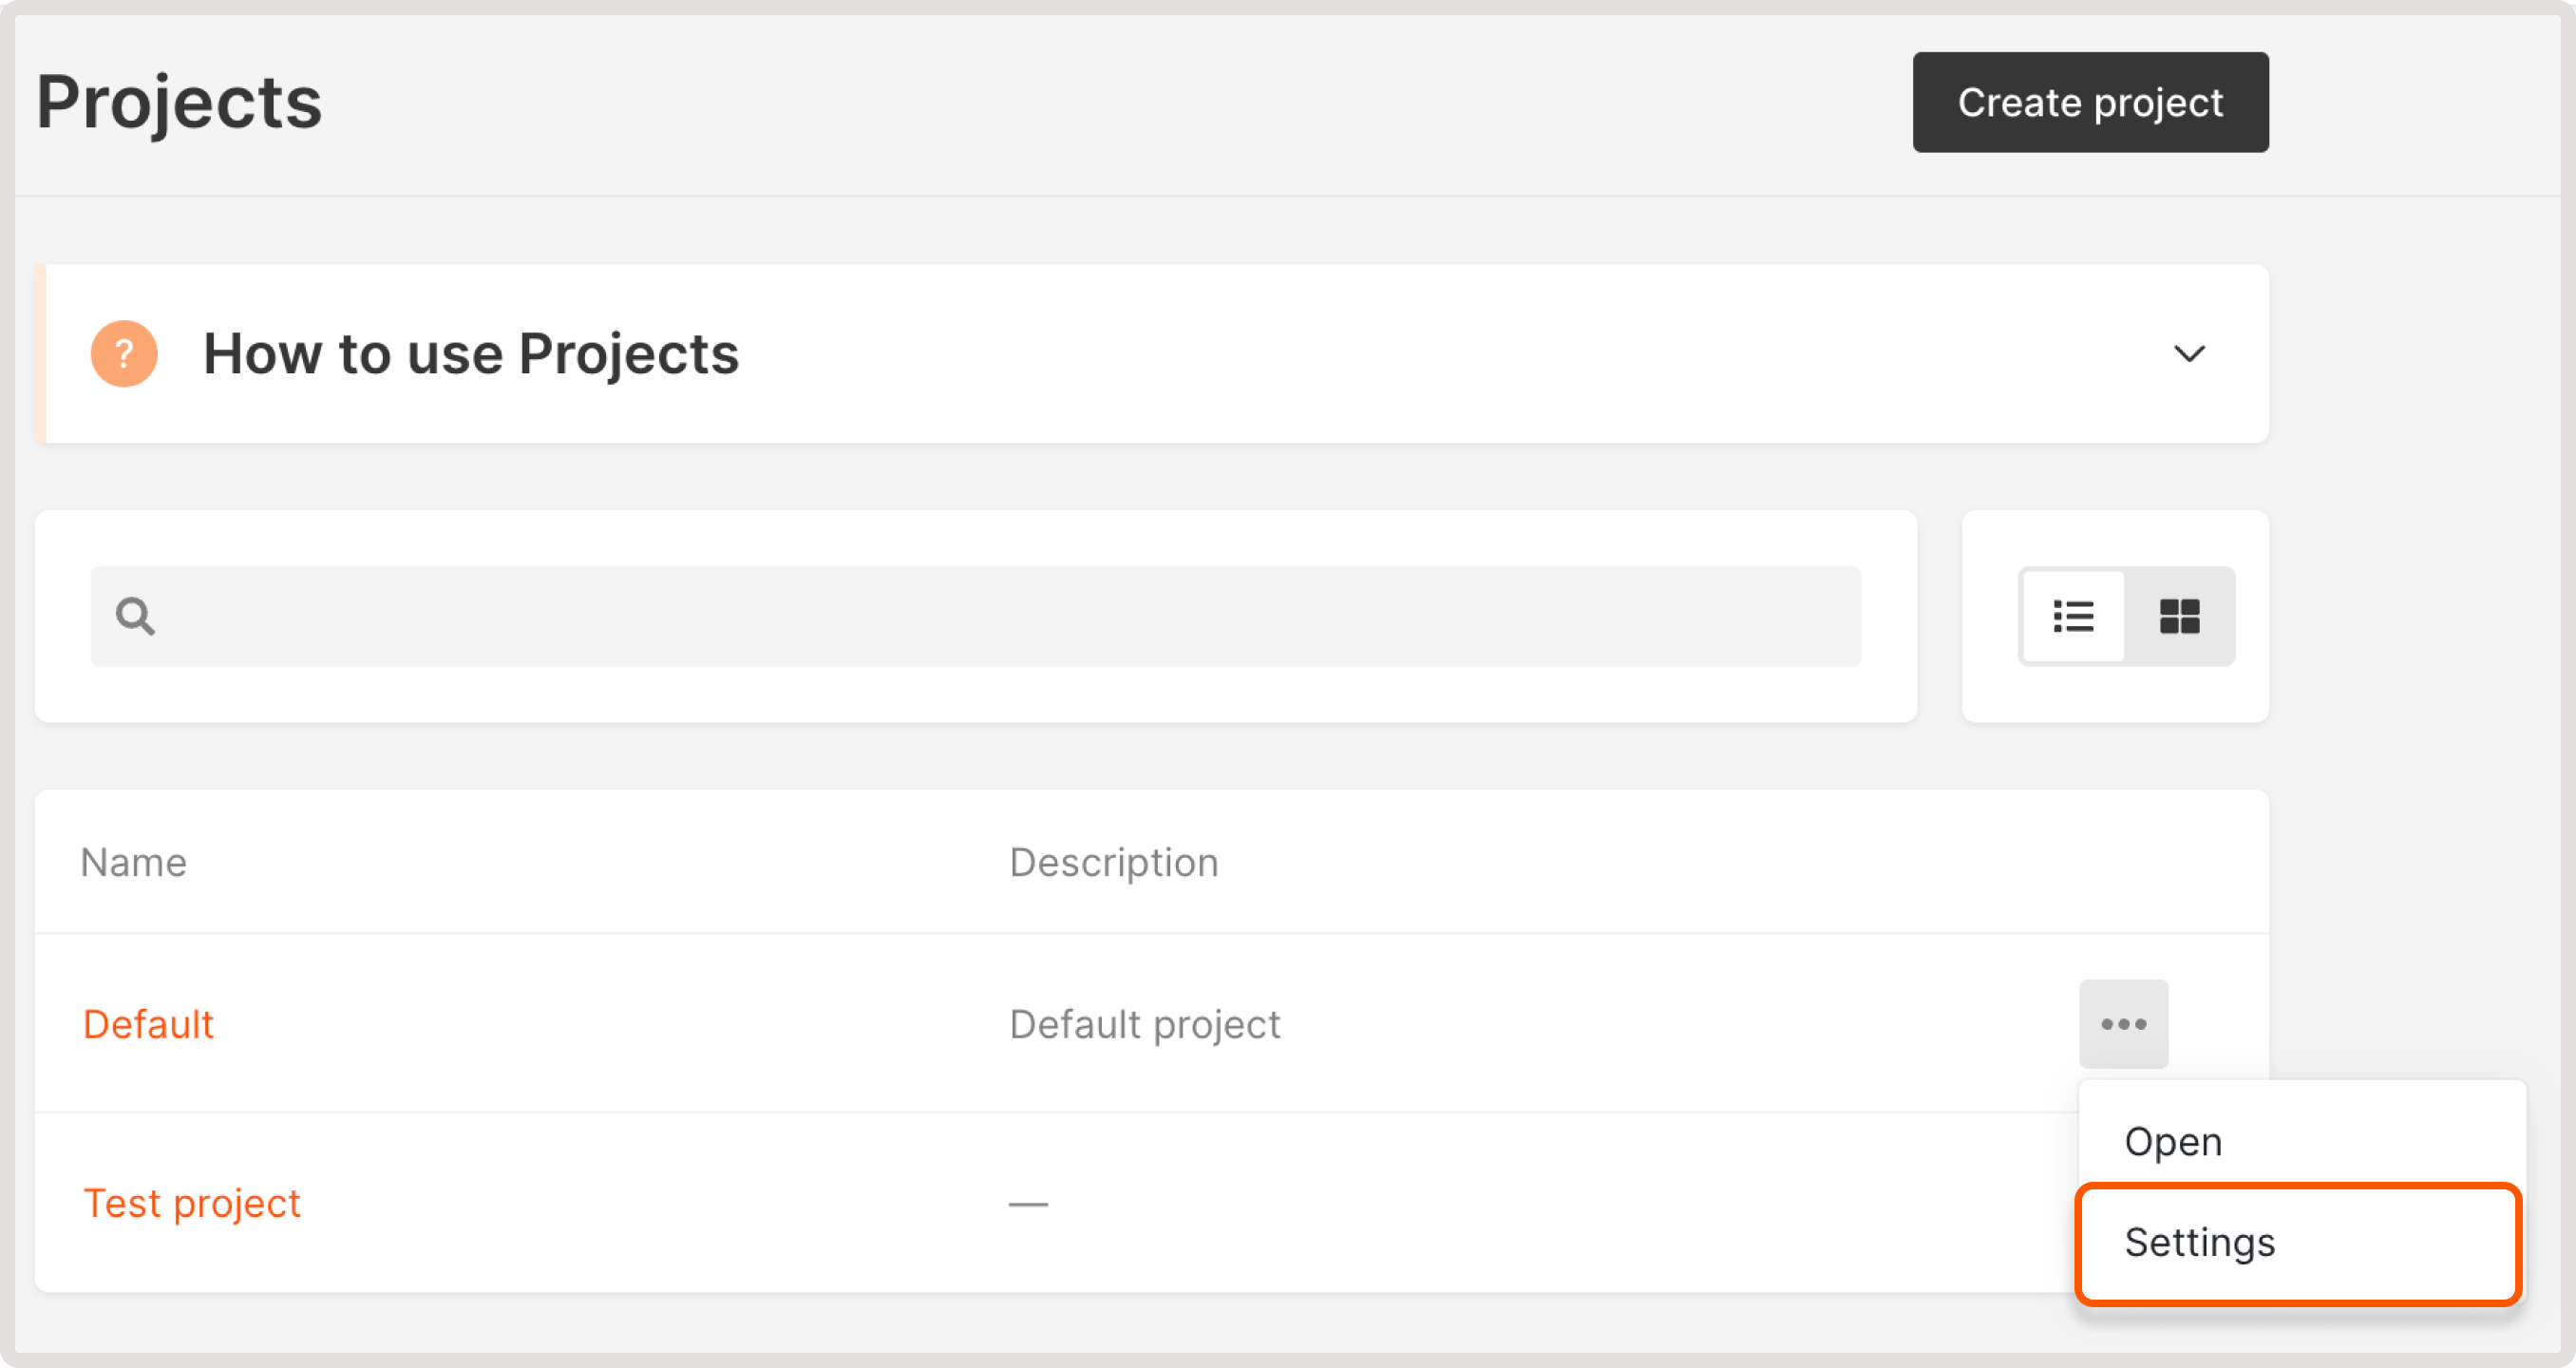 Projects
Create project
? How to use Projects
Name Description
Default Default project
Open
Test project —
Settings